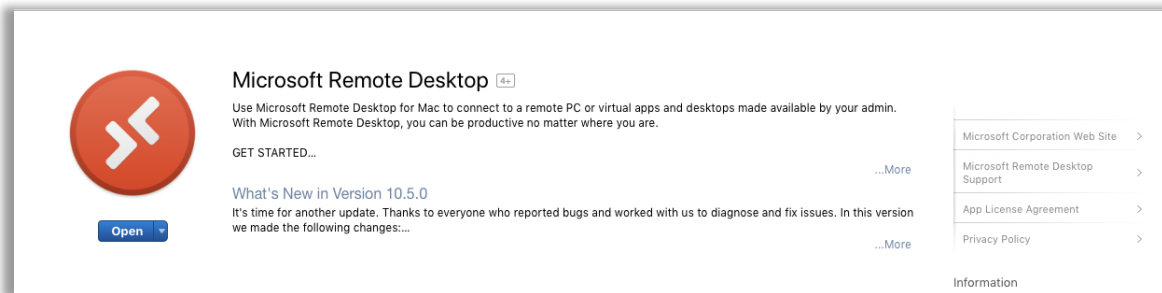 Microsoft Remote Desktop 4+
Use Microsoft Remote Desktop for Mac to connect to a remote PC or virtual apps and desktops made available by your admin.
With Microsoft Remote Desktop, you can be productive no matter where you are.
GET STARTED...
...More
What's New in Version 10.5.0
It's time for another update. Thanks to everyone who reported bugs and worked with us to diagnose and fix issues. In this version
we made the following changes:...
...More
Open
Microsoft Corporation Web Site
Microsoft Remote Desktop
Support
App License Agreement
Privacy Policy
Information